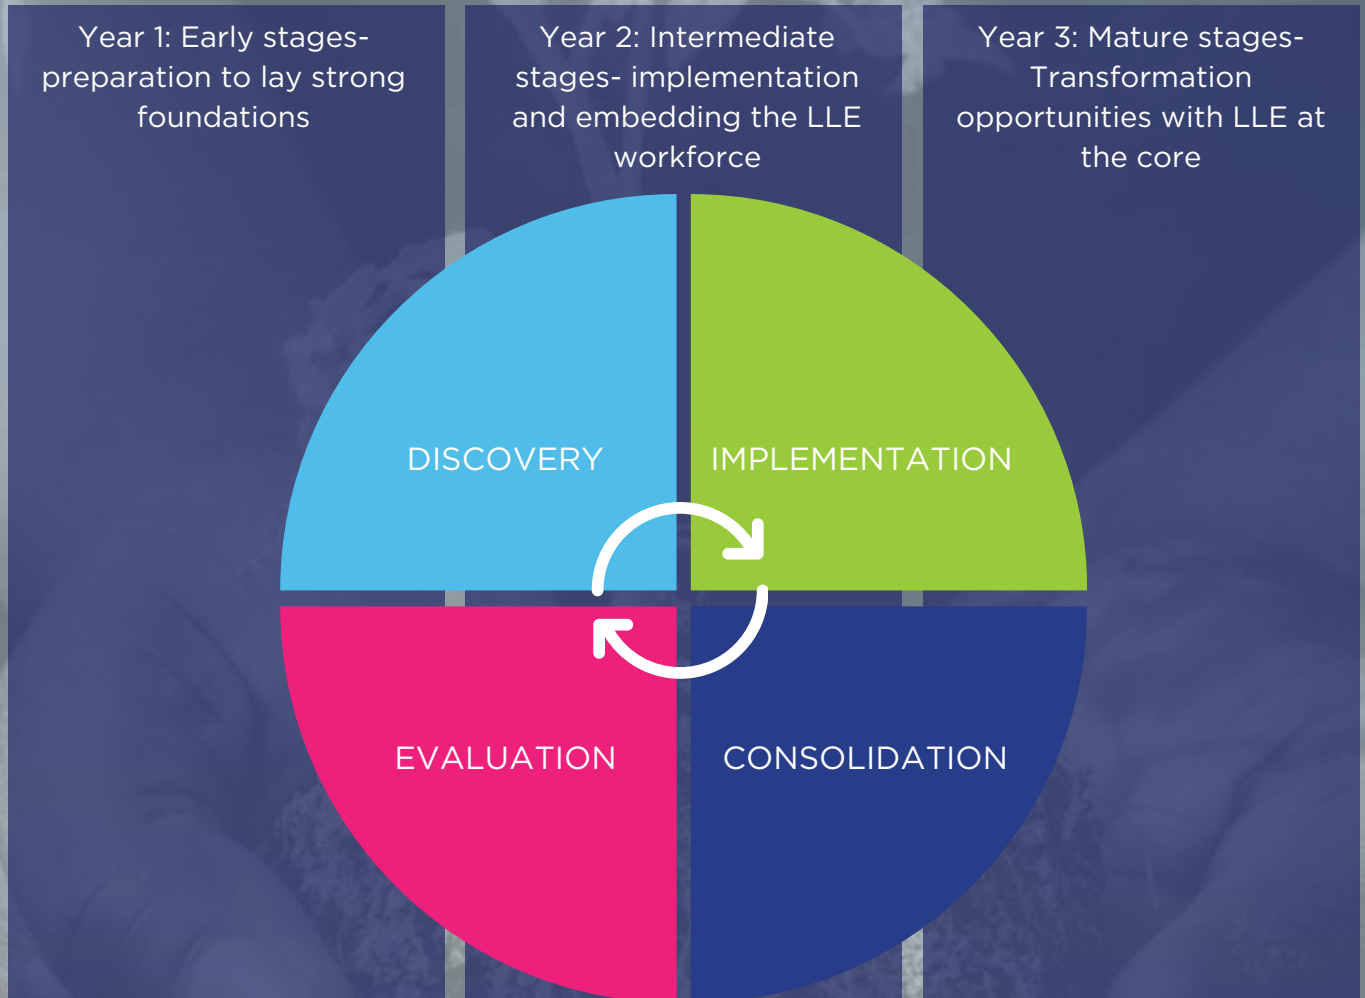 Year 1: Early stages-
preparation to lay strong
foundations
Year 2: Intermediate
stages- implementation
and embedding the LLE
workforce
Year 3: Mature stages-
Transformation
opportunities with LLE at
the core
DISCOVERY
IMPLEMENTATION
EVALUATION
CONSOLIDATION